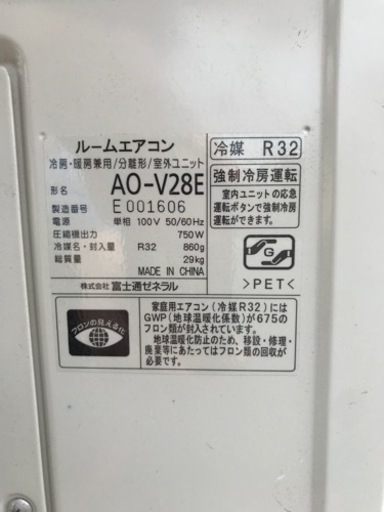 ルームエアコン
冷房・暖房兼用/分離形/室外ユニット
形名 AO-V28E
製造番号 E001606
電源 単相 100V 50/60Hz
圧縮機出力 750W
冷媒名・封入量 R32 860g
総質量 29kg
MADE IN CHINA
株式会社 富士通ゼネラル
冷媒 R32
強制冷房運転
室内ユニットの応急
運転ボタンで強制冷房
運転ができます。
G
>PET<
フロンの見える化
家庭用エアコン(冷媒R32)には
GWP(地球温暖化係数)が675の
フロン類が封入されています。
地球温暖化防止のため、移設・修理・
廃棄等にあたってはフロン類の回収が
必要です。